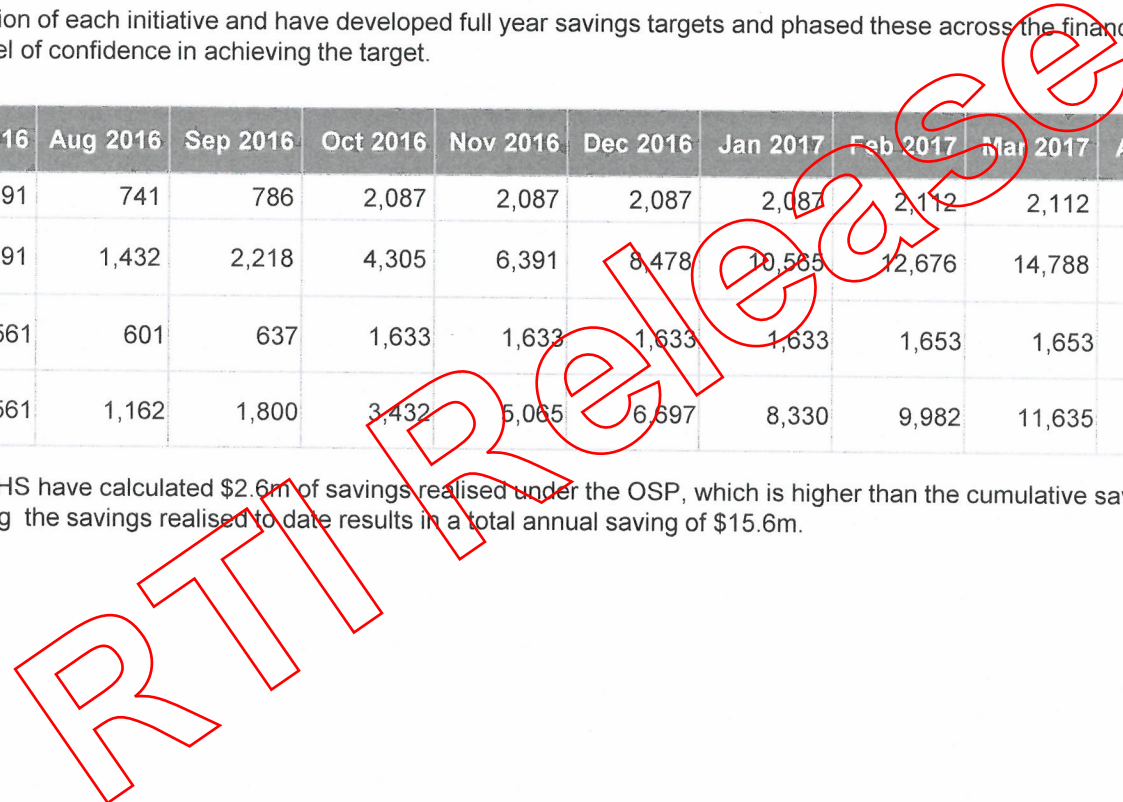 ion of each initiative and have developed full year savings targets and phased these across the financ
el of confidence in achieving the target.
16 Aug 2016 Sep 2016 Oct 2016 Nov 2016 Dec 2016 Jan 2017 Feb 2017 Mar 2017 A
91 741 786 2,087 2,087 2,087 2,087 2,112 2,112
91 1,432 2,218 4,305 6,391 8,478 10,565 12,676 14,788
561 601 637 1,633 1,633 1,633 1,633 1,653 1,653
561 1,162 1,800 3,432 5,065 6,697 8,330 9,982 11,635
HS have calculated $2.6m of savings realised under the OSP, which is higher than the cumulative sav
g the savings realised to date results in a total annual saving of $15.6m.
RTI Release